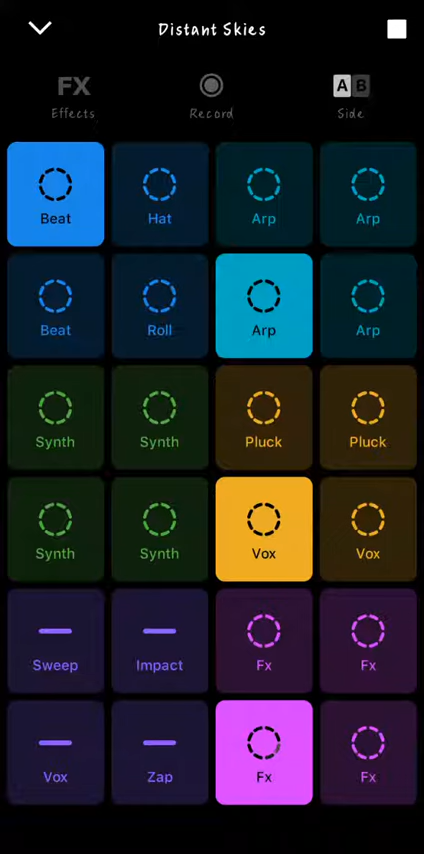 Distant Skies
FX
A B
Effects
Record
Side
Beat
Hat
Arp
Arp
Beat
Roll
Arp
Arp
Synth
Synth
Pluck
Pluck
Synth
Synth
Vox
Vox
Sweep
Impact
Fx
Fx
Vox
Zap
Fx
Fx